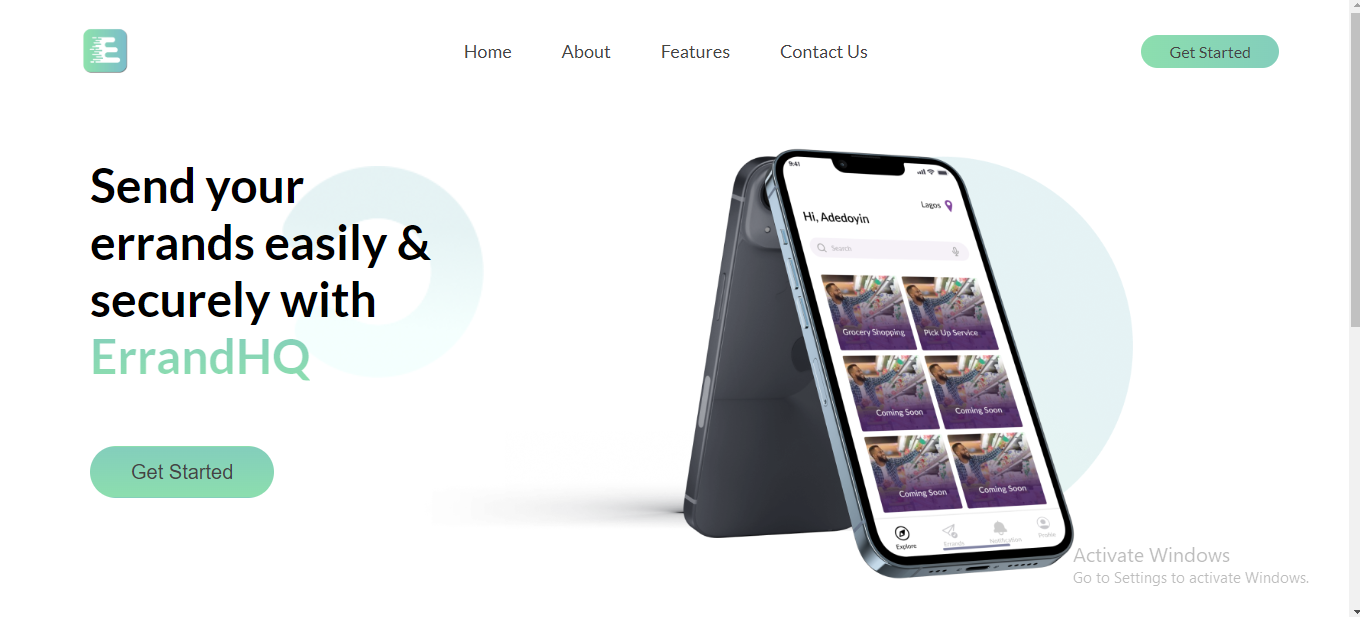 E
Home
About
Features
Contact Us
Get Started
Send your
errands easily &
securely with
ErrandHQ
Get Started
9:41
Lagos
Hi, Adedoyin
Search
Grocery Shopping
Pick Up Service
Coming Soon
Coming Soon
Coming Soon
Coming Soon
Explore
Errands
Notification
Profile
Activate Windows
Go to Settings to activate Windows.